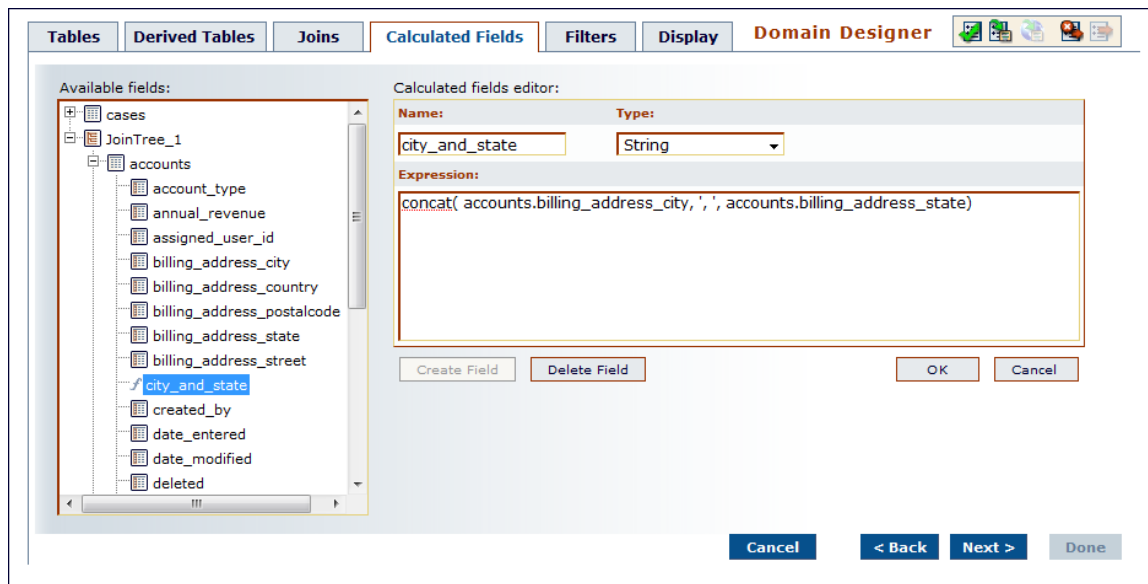 Tables Derived Tables Joins Calculated Fields Filters Display Domain Designer
Available fields:
cases
JoinTree_1
accounts
account_type
annual_revenue
assigned_user_id
billing_address_city
billing_address_country
billing_address_postalcode
billing_address_state
billing_address_street
city_and_state
created_by
date_entered
date_modified
deleted
Calculated fields editor:
Name: Type:
city_and_state String
Expression:
concat( accounts.billing_address_city, ', ', accounts.billing_address_state)
Create Field Delete Field OK Cancel
Cancel < Back Next > Done